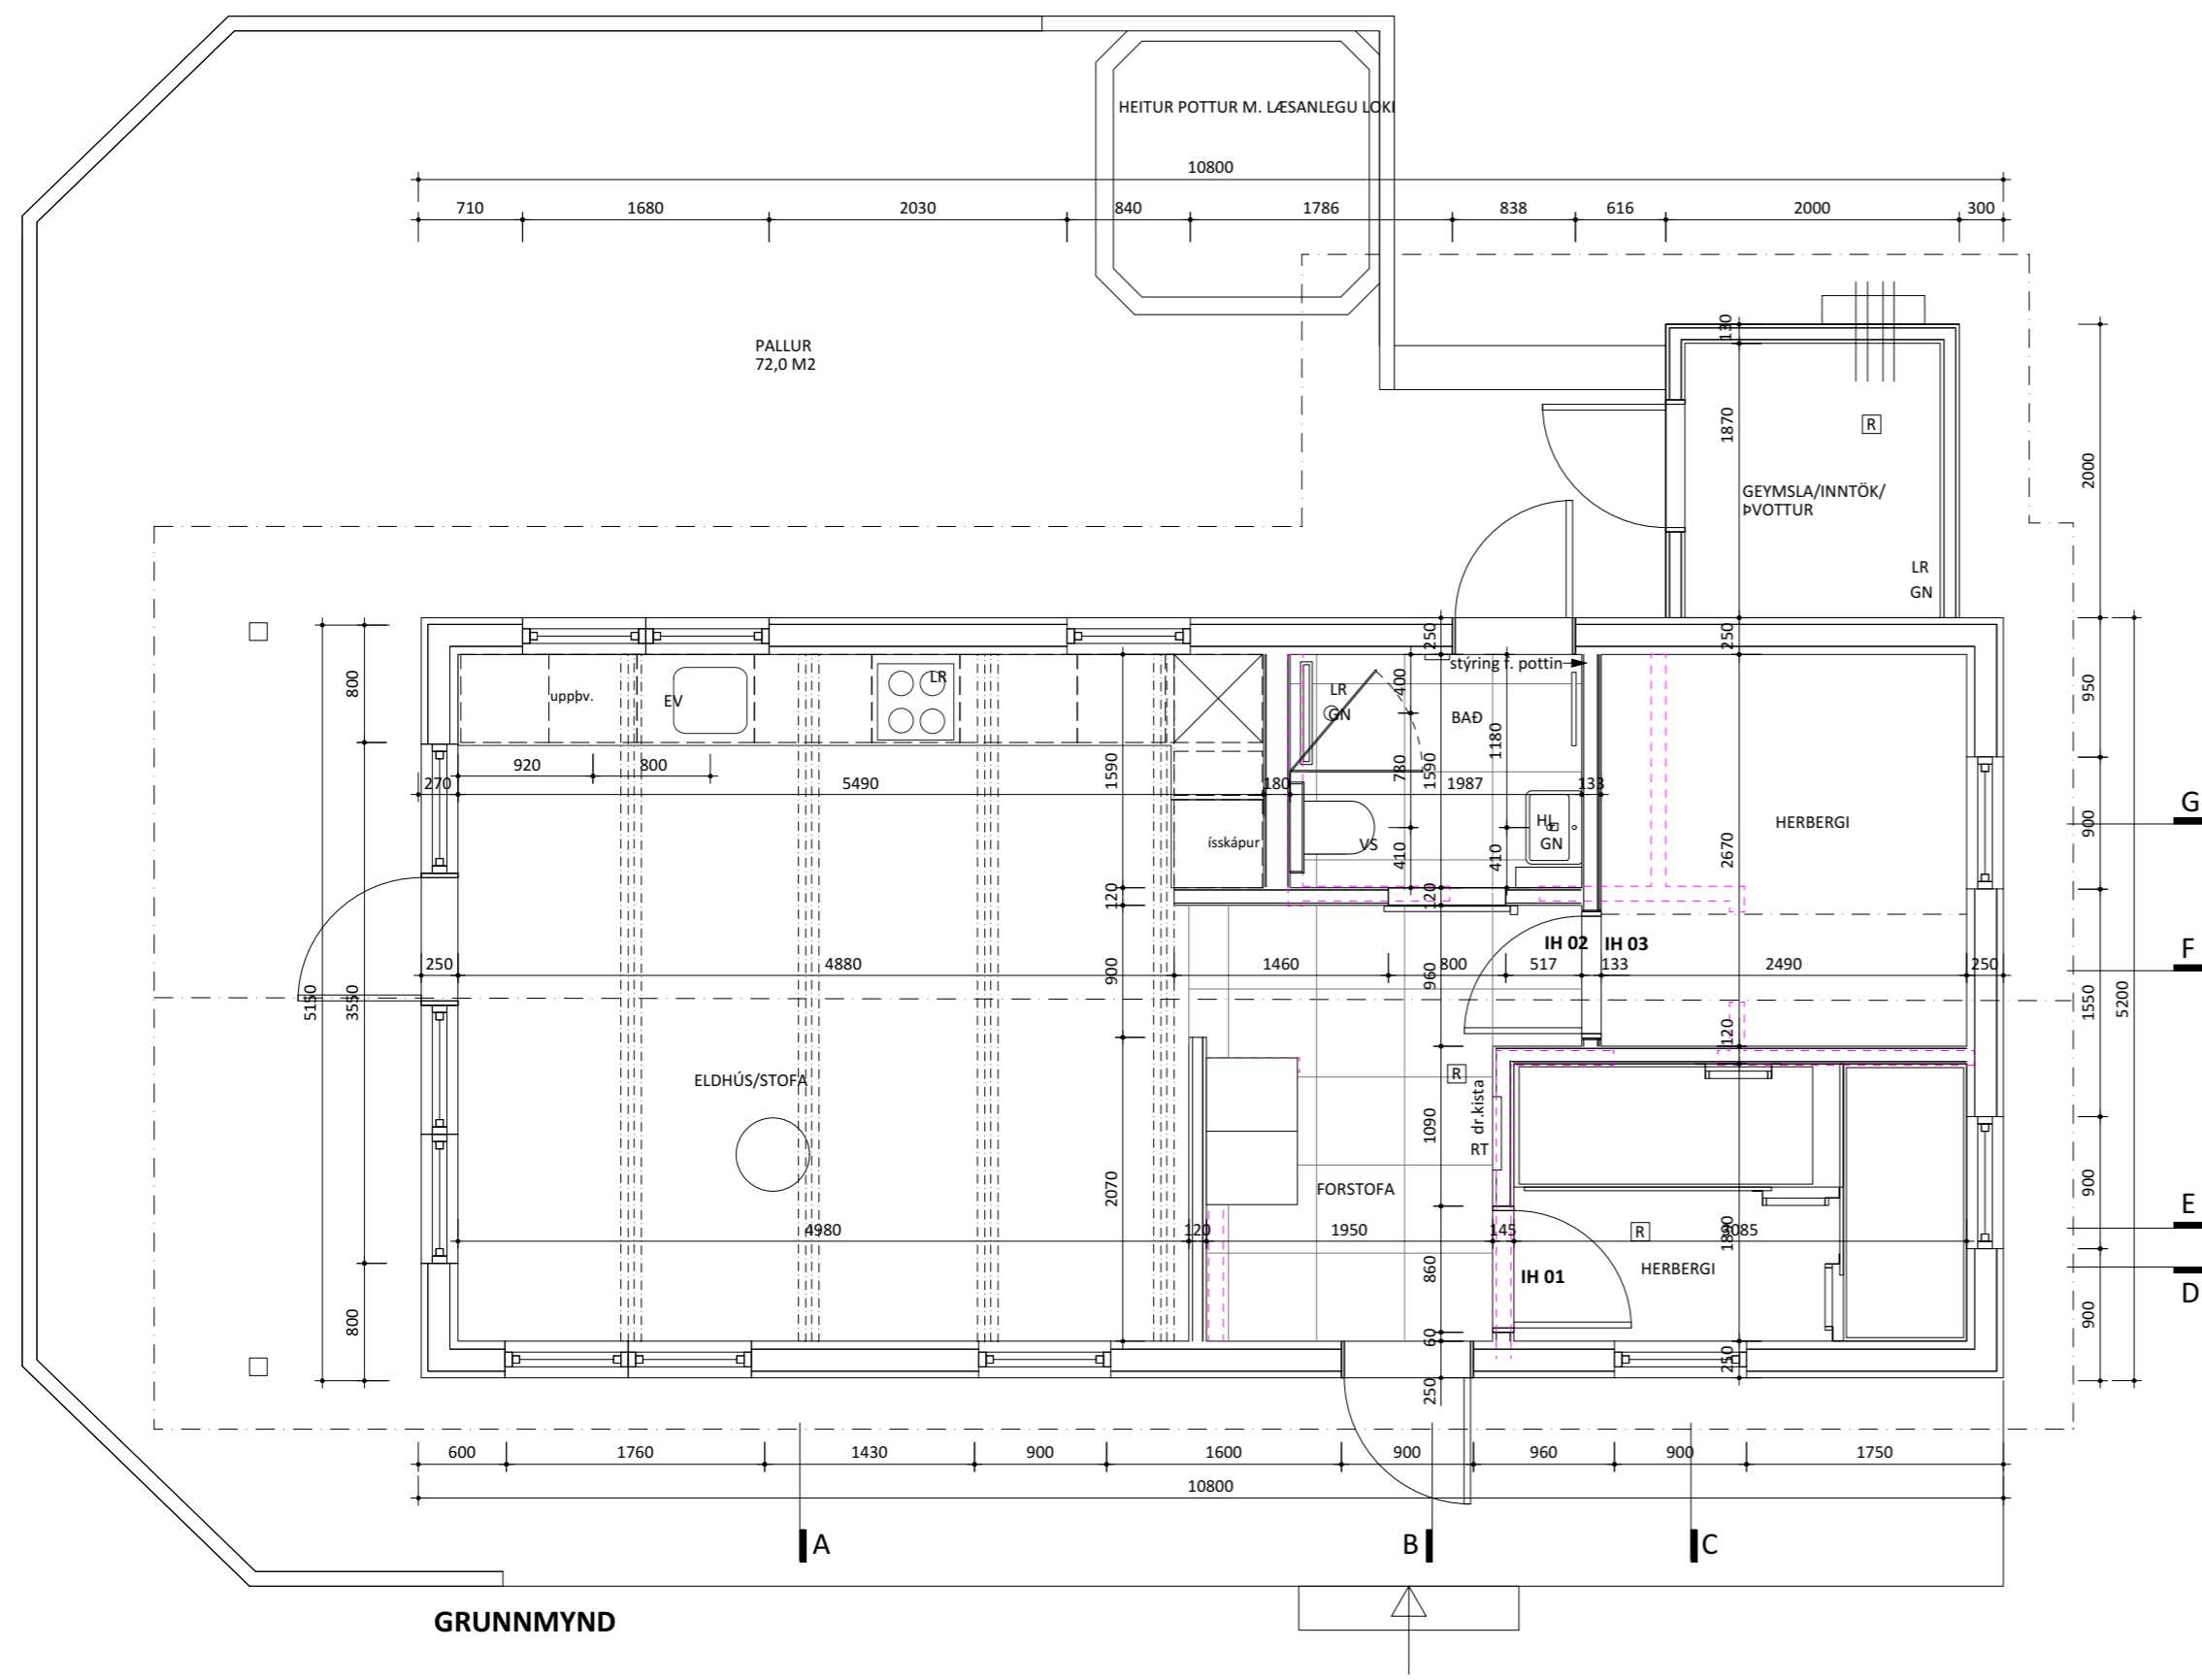 HEITUR POTTUR M. LÆSANLEGU LOKI
10800
710 1680 2030 840 1786 838 616 2000 300
PALLUR
72,0 M2
130
1870
R
2000
GEYMSLA/INNTÖK/
ÞVOTTUR
LR
GN
250 250
stýring f. pottin
800
uppþv.
EV
LR
LR
GN
BAÐ
400
1180
950
920 800
270 5490 1590 180 780 1590 1987 133
HERBERGI
G
900
ísskápur
VS
HL
GN
410 410
2670
120 120
IH 02 IH 03
F
250 4880 900 1460 960 800 517 133 2490 250
5150 3550
1550 5200
120
ELDHÚS/STOFA
R
dr.kista
RT
1090
2070
FORSTOFA
900
E
4980 120 1950 145 R 1890
860
IH 01
HERBERGI
D
800
60
900
250 250
600 1760 1430 900 1600 900 960 900 1750
10800
A B C
GRUNNMYND